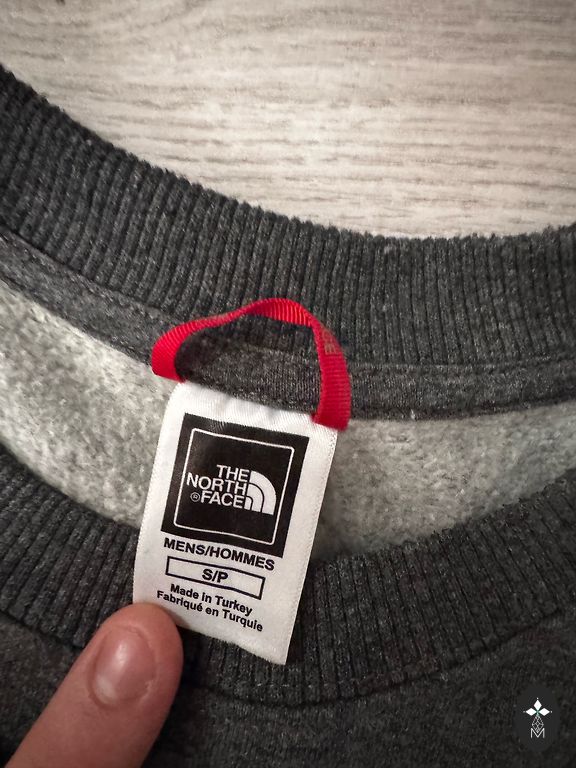 THE
NORTH
FACE
MENS/HOMMES
S/P
Made in Turkey
Fabriqué en Turquie